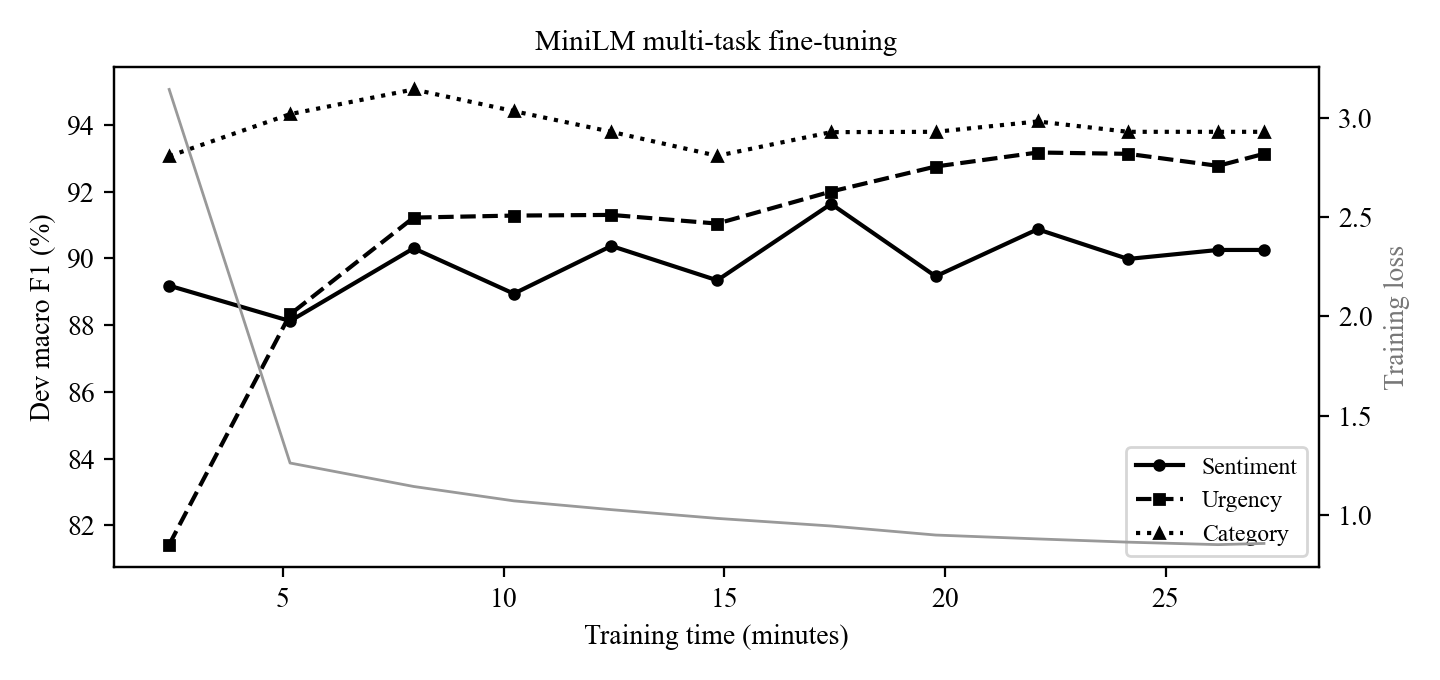 MiniLM multi-task fine-tuning
Dev macro F1 (%)
94
92
90
88
86
84
82
3.0
2.5
2.0
1.5
1.0
Training loss
Sentiment
Urgency
Category
5 10 15 20 25
Training time (minutes)